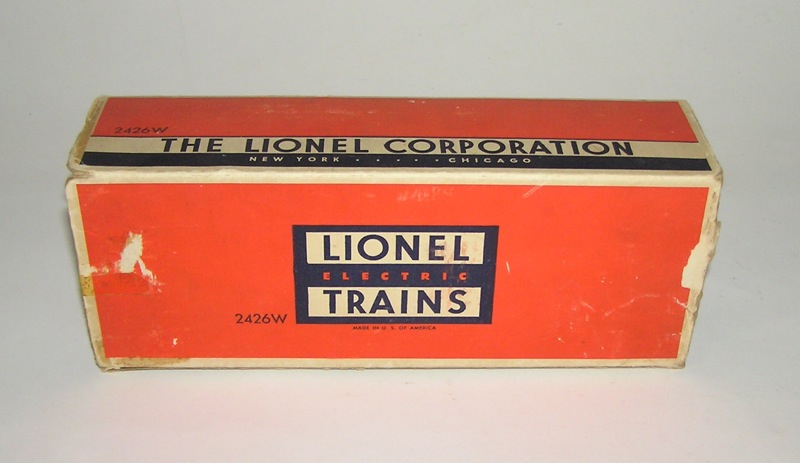 2426W
THE LIONEL CORPORATION
NEW YORK · · · · · CHICAGO
LIONEL
ELECTRIC
TRAINS
2426W
MADE IN U. S. OF AMERICA